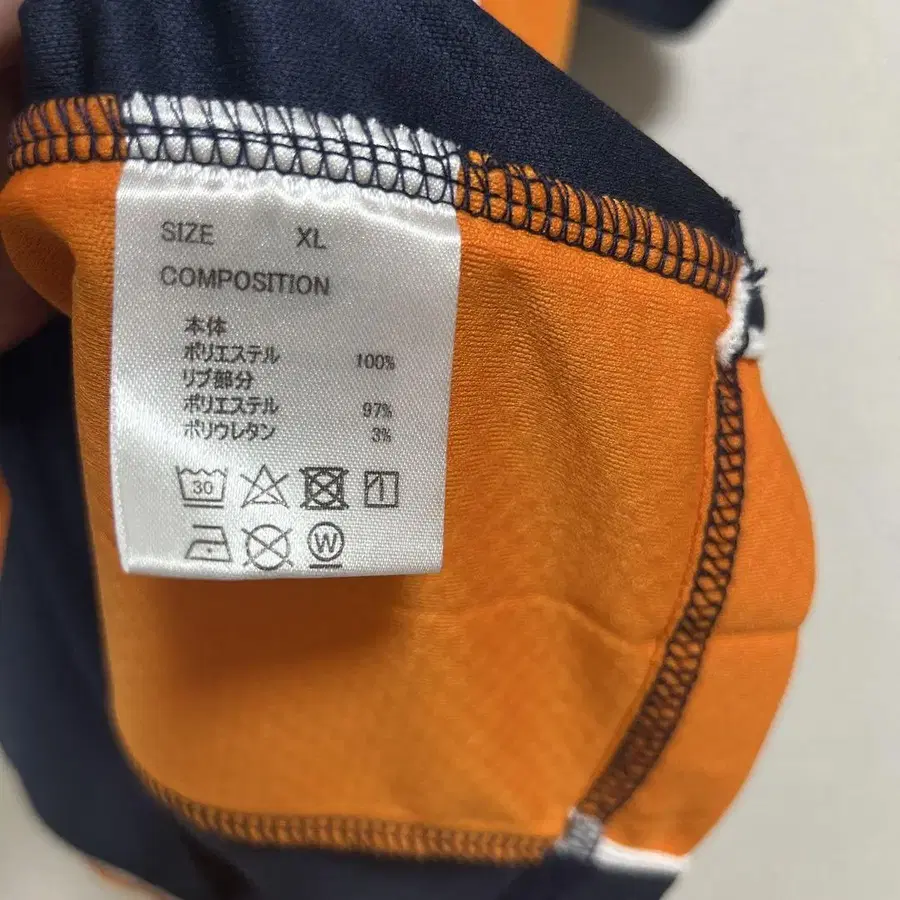 SIZE XL
COMPOSITION
本体
ポリエステル 100%
リブ部分
ポリエステル 97%
ポリウレタン 3%
30
W